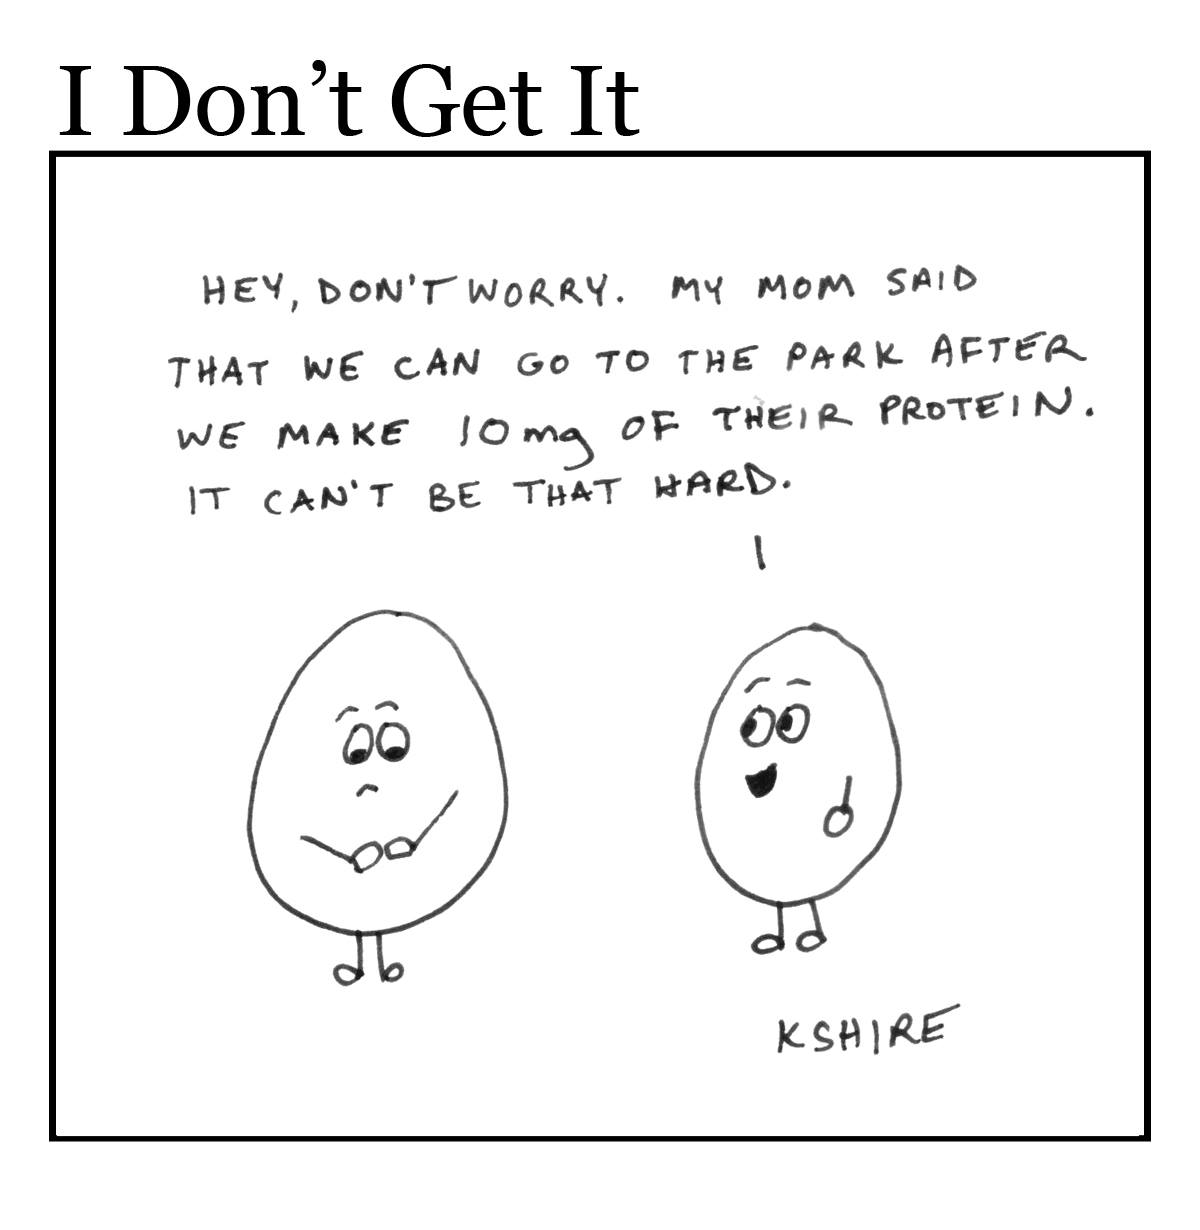 I Don't Get It
HEY, DON'T WORRY. MY MOM SAID
THAT WE CAN GO TO THE PARK AFTER
WE MAKE 10mg OF THEIR PROTEIN.
IT CAN'T BE THAT HARD.
KSHIRE